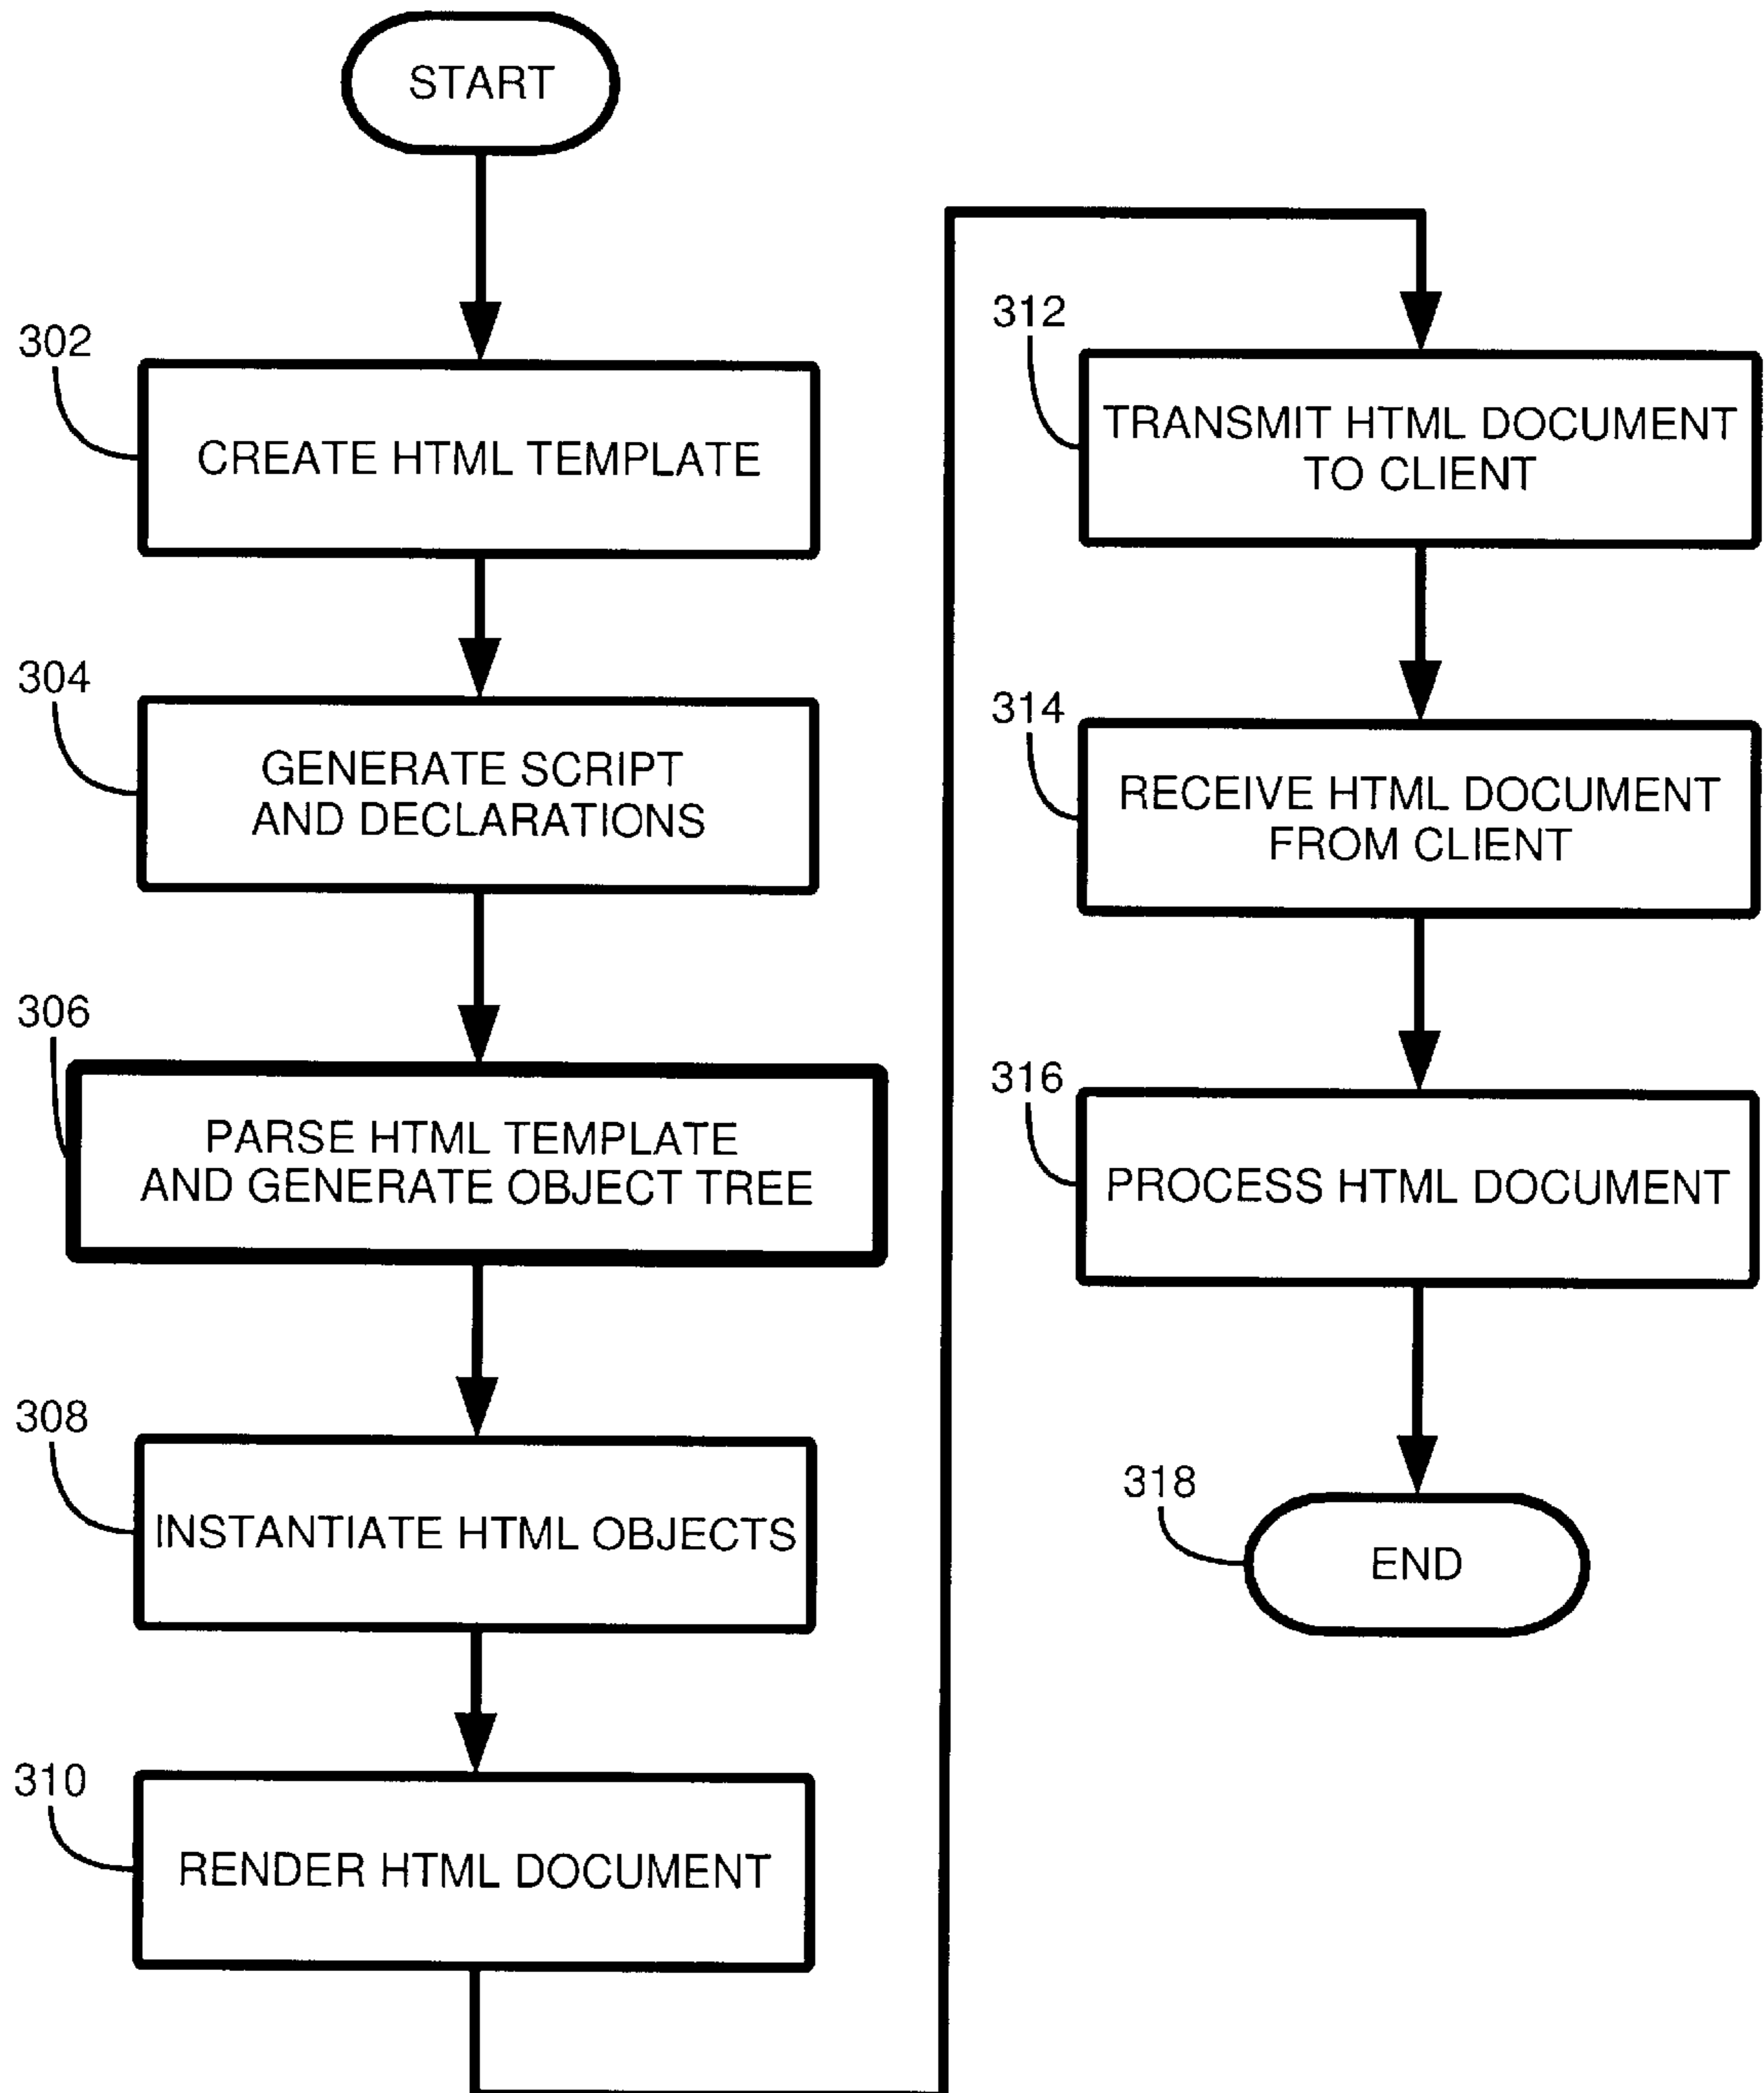 START
302
CREATE HTML TEMPLATE
304
GENERATE SCRIPT
AND DECLARATIONS
306
PARSE HTML TEMPLATE
AND GENERATE OBJECT TREE
308
INSTANTIATE HTML OBJECTS
310
RENDER HTML DOCUMENT
312
TRANSMIT HTML DOCUMENT
TO CLIENT
314
RECEIVE HTML DOCUMENT
FROM CLIENT
316
PROCESS HTML DOCUMENT
318
END